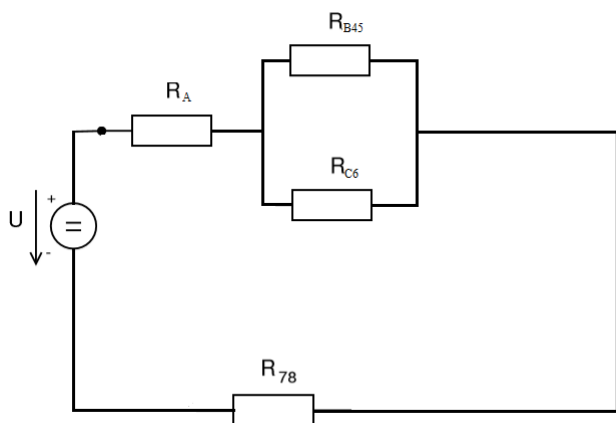 R_B45
R_A
R_C6
U
+
=
-
R_78